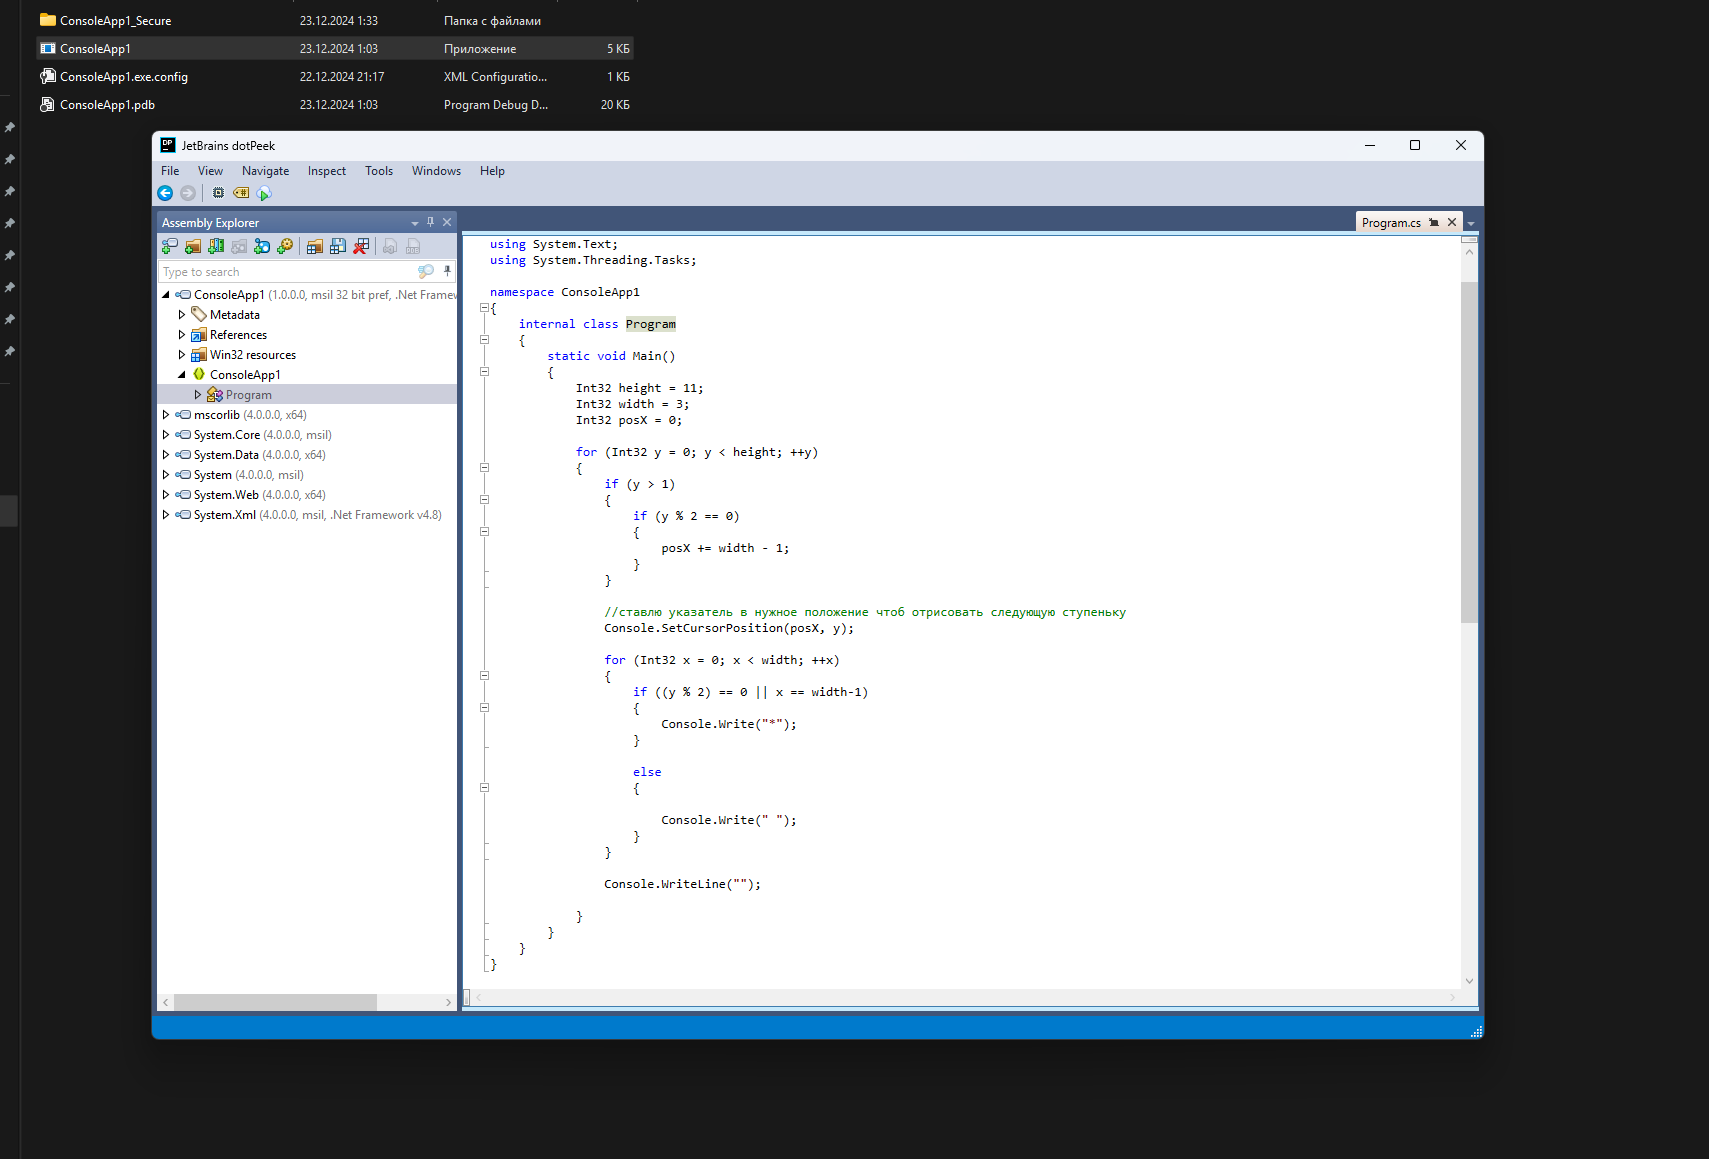 ConsoleApp1_Secure 23.12.2024 1:33 Папка с файлами
ConsoleApp1 23.12.2024 1:03 Приложение 5 КБ
ConsoleApp1.exe.config 22.12.2024 21:17 XML Configuratio... 1 КБ
ConsoleApp1.pdb 23.12.2024 1:03 Program Debug D... 20 КБ
JetBrains dotPeek
File View Navigate Inspect Tools Windows Help
Assembly Explorer
Type to search
ConsoleApp1 (1.0.0.0, msil 32 bit pref, .Net Framew
Metadata
References
Win32 resources
ConsoleApp1
Program
mscorlib (4.0.0.0, x64)
System.Core (4.0.0.0, msil)
System.Data (4.0.0.0, x64)
System (4.0.0.0, msil)
System.Web (4.0.0.0, x64)
System.Xml (4.0.0.0, msil, .Net Framework v4.8)
Program.cs
using System.Text;
using System.Threading.Tasks;
namespace ConsoleApp1
{
internal class Program
{
static void Main()
{
Int32 height = 11;
Int32 width = 3;
Int32 posX = 0;
for (Int32 y = 0; y < height; ++y)
{
if (y > 1)
{
if (y % 2 == 0)
{
posX += width - 1;
}
}
//ставлю указатель в нужное положение чтоб отрисовать следующую ступеньку
Console.SetCursorPosition(posX, y);
for (Int32 x = 0; x < width; ++x)
{
if ((y % 2) == 0 || x == width-1)
{
Console.Write("*");
}
else
{
Console.Write(" ");
}
}
Console.WriteLine("");
}
}
}
}